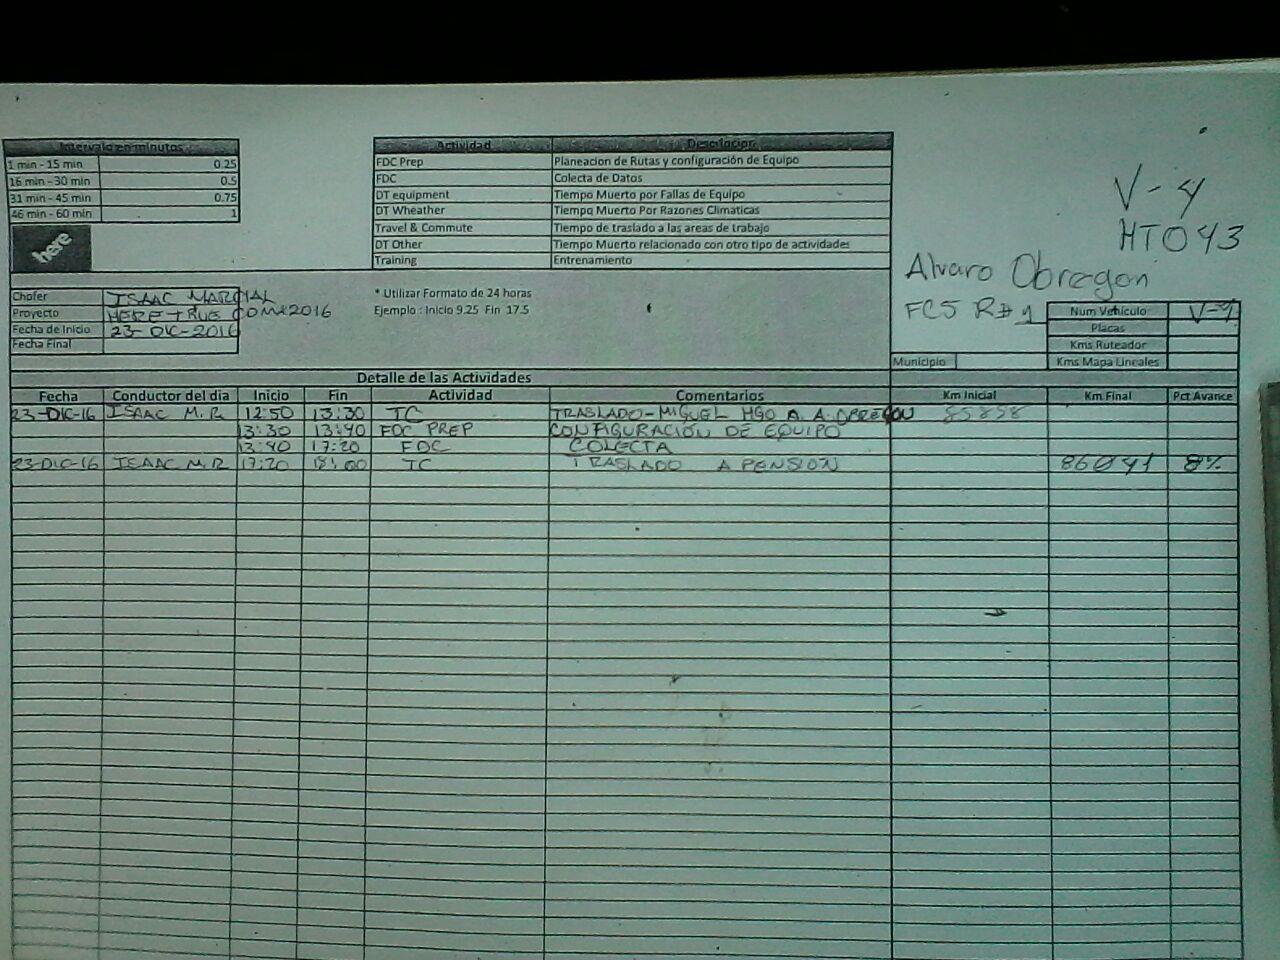 Intervalo en minutos
1 min - 15 min 0.25
16 min - 30 min 0.5
31 min - 45 min 0.75
46 min - 60 min 1
here
Actividad Descripcion
FDC Prep Planeacion de Rutas y configuración de Equipo
FDC Colecta de Datos
DT equipment Tiempo Muerto por Fallas de Equipo
DT Wheather Tiempo Muerto Por Razones Climaticas
Travel & Commute Tiempo de traslado a las areas de trabajo
DT Other Tiempo Muerto relacionado con otro tipo de actividades
Training Entrenamiento
V-4
HT043
Alvaro Obregon
FC5 R#1
Chofer ISAAC MARCIAL
Proyecto HERE TRUE COMX2016
Fecha de Inicio 23-DIC-2016
Fecha Final
* Utilizar Formato de 24 horas
Ejemplo : Inicio 9.25 Fin 17.5
Num Vehículo V-4
Placas
Kms Ruteador
Municipio Kms Mapa Lineales
Detalle de las Actividades
Fecha Conductor del dia Inicio Fin Actividad Comentarios Km Inicial Km Final Pct Avance
23-DIC-16 ISAAC M.R. 12:50 13:30 TC TRASLADO-MIGUEL HGO A A. OBREGON 85858
13:30 13:40 FDC PREP CONFIGURACIÓN DE EQUIPO
13:40 17:20 FDC COLECTA
23-DIC-16 ISAAC M.R 17:20 18:00 TC TRASLADO A PENSION 86041 8%